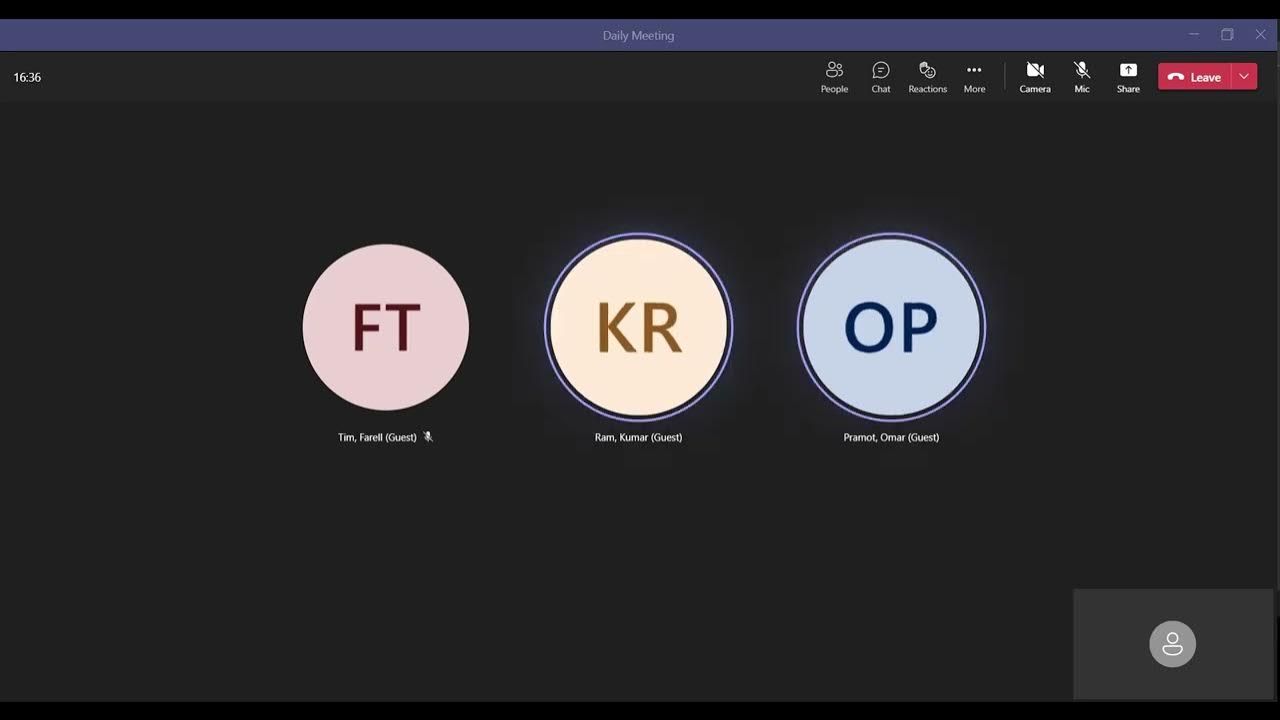 Daily Meeting
16:36
People
Chat
Reactions
More
Camera
Mic
Share
Leave
FT
KR
OP
Tim, Farell (Guest)
Ram, Kumar (Guest)
Pramot, Omar (Guest)